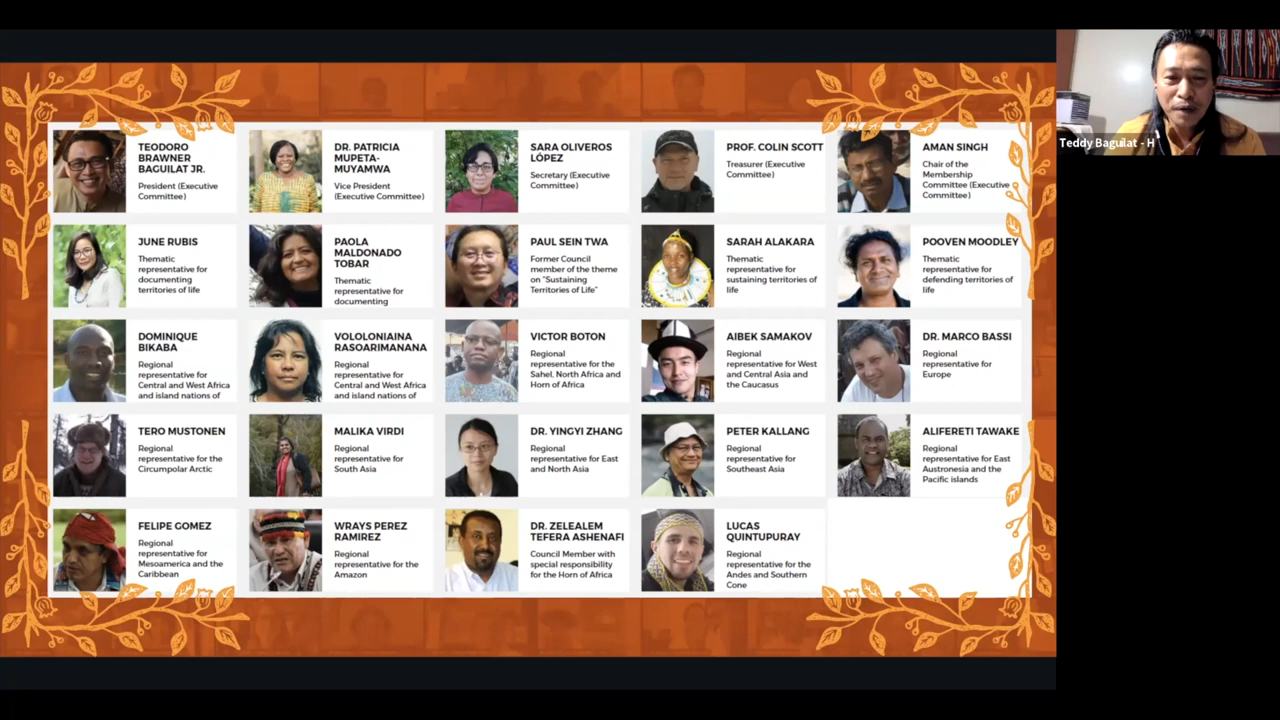 TEODORO
BRAWNER
BAGUILAT JR.
President (Executive
Committee)
DR. PATRICIA
MUPETA-
MUYAMWA
Vice President
(Executive Committee)
SARA OLIVEROS
LÓPEZ
Secretary (Executive
Committee)
PROF. COLIN SCOTT
Treasurer (Executive
Committee)
AMAN SINGH
Chair of the
Membership
Committee (Executive
Committee)
JUNE RUBIS
Thematic
representative for
documenting
territories of life
PAOLA
MALDONADO
TOBAR
Thematic
representative for
documenting
PAUL SEIN TWA
Former Council
member of the theme
on "Sustaining
Territories of Life"
SARAH ALAKARA
Thematic
representative for
sustaining territories of
life
POOVEN MOODLEY
Thematic
representative for
defending territories of
life
DOMINIQUE
BIKABA
Regional
representative for
Central and West Africa
and island nations of
VOLOLONIAINA
RASOARIMANANA
Regional
representative for
Central and West Africa
and island nations of
VICTOR BOTON
Regional
representative for the
Sahel, North Africa and
Horn of Africa
AIBEK SAMAKOV
Regional
representative for West
and Central Asia and
the Caucasus
DR. MARCO BASSI
Regional
representative for
Europe
TERO MUSTONEN
Regional
representative for the
Circumpolar Arctic
MALIKA VIRDI
Regional
representative for
South Asia
DR. YINGYI ZHANG
Regional
representative for East
and North Asia
PETER KALLANG
Regional
representative for
Southeast Asia
ALIFERETI TAWAKE
Regional
representative for East
Austronesia and the
Pacific islands
FELIPE GOMEZ
Regional
representative for
Mesoamerica and the
Caribbean
WRAYS PEREZ
RAMIREZ
Regional
representative for the
Amazon
DR. ZELEALEM
TEFERA ASHENAFI
Council Member with
special responsibility
for the Horn of Africa
LUCAS
QUINTUPURAY
Regional
representative for the
Andes and Southern
Cone
Teddy Baguilat - H